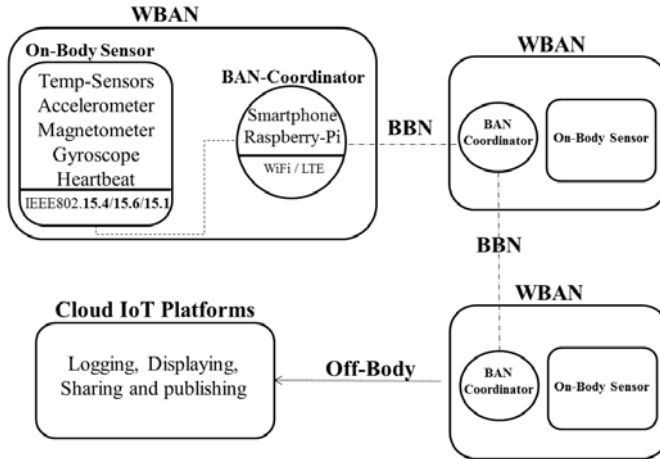 WBAN
On-Body Sensor
Temp-Sensors
Accelerometer
Magnetometer
Gyroscope
Heartbeat
IEEE802.15.4/15.6/15.1
BAN-Coordinator
Smartphone
Raspberry-Pi
WiFi / LTE
BBN
WBAN
BAN
Coordinator
On-Body Sensor
BBN
WBAN
BAN
Coordinator
On-Body Sensor
Off-Body
Cloud IoT Platforms
Logging, Displaying,
Sharing and publishing